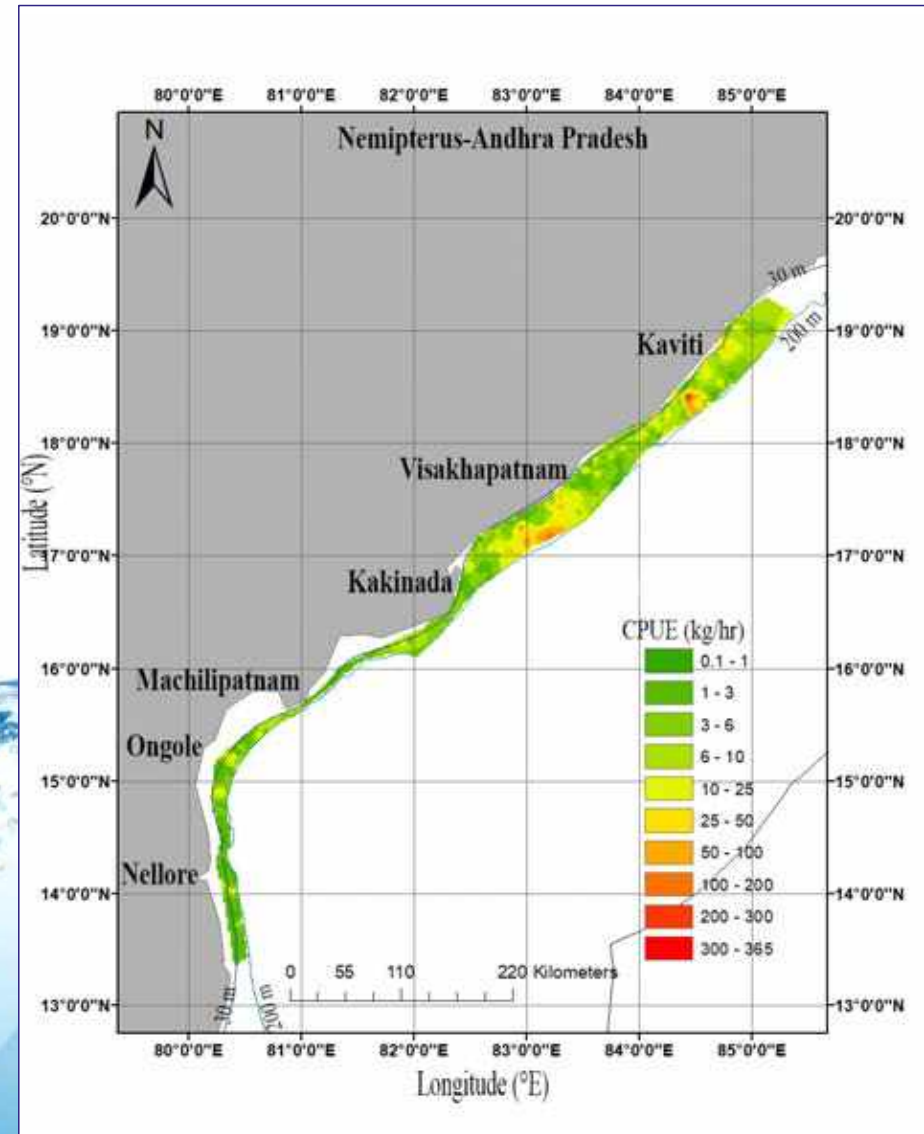 80°0'0"E 81°0'0"E 82°0'0"E 83°0'0"E 84°0'0"E 85°0'0"E
N
Nemipterus-Andhra Pradesh
20°0'0"N 20°0'0"N
30 m
19°0'0"N 19°0'0"N
200 m
Kaviti
18°0'0"N 18°0'0"N
Visakhapatnam
Latitude (°N)
17°0'0"N 17°0'0"N
Kakinada
CPUE (kg/hr)
0.1 - 1
16°0'0"N 16°0'0"N
Machilipatnam
1 - 3
3 - 6
Ongole
6 - 10
15°0'0"N 15°0'0"N
10 - 25
25 - 50
50 - 100
Nellore
14°0'0"N 14°0'0"N
100 - 200
200 - 300
300 - 365
0 55 110 220 Kilometers
13°0'0"N 13°0'0"N
30 m 200 m
80°0'0"E 81°0'0"E 82°0'0"E 83°0'0"E 84°0'0"E 85°0'0"E
Longitude (°E)